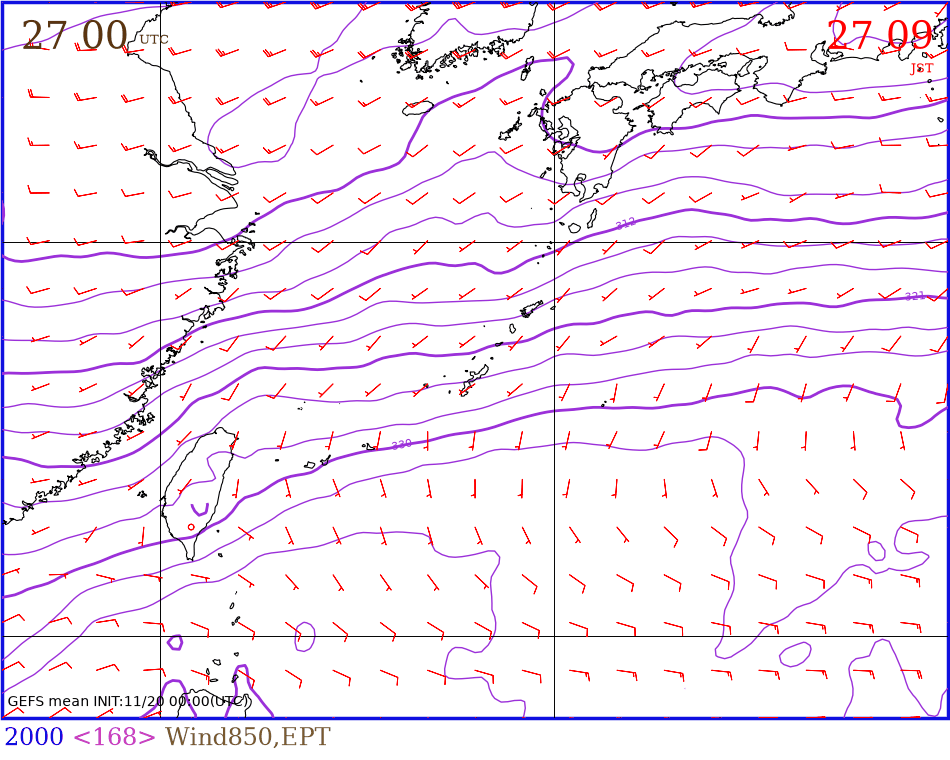 27 00 UTC
27 09
JST
312
321
330
GEFS mean INIT:11/20 00:00(UTC)
2000 <168> Wind850,EPT